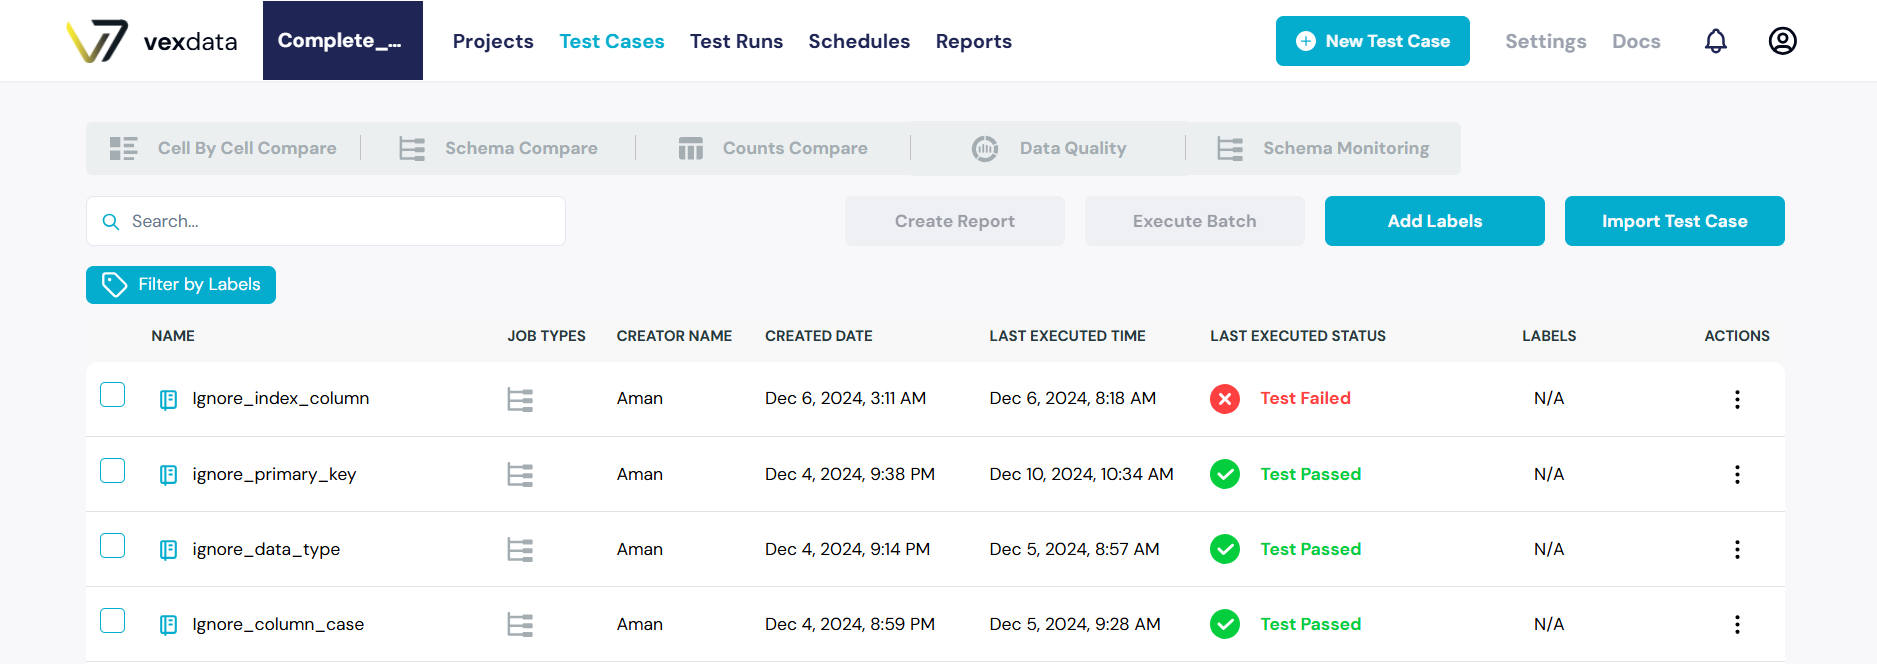 vexdata Complete_... Projects Test Cases Test Runs Schedules Reports New Test Case Settings Docs
Cell By Cell Compare Schema Compare Counts Compare Data Quality Schema Monitoring
Search... Create Report Execute Batch Add Labels Import Test Case
Filter by Labels
NAME JOB TYPES CREATOR NAME CREATED DATE LAST EXECUTED TIME LAST EXECUTED STATUS LABELS ACTIONS
Ignore_index_column Aman Dec 6, 2024, 3:11 AM Dec 6, 2024, 8:18 AM Test Failed N/A
ignore_primary_key Aman Dec 4, 2024, 9:38 PM Dec 10, 2024, 10:34 AM Test Passed N/A
ignore_data_type Aman Dec 4, 2024, 9:14 PM Dec 5, 2024, 8:57 AM Test Passed N/A
Ignore_column_case Aman Dec 4, 2024, 8:59 PM Dec 5, 2024, 9:28 AM Test Passed N/A